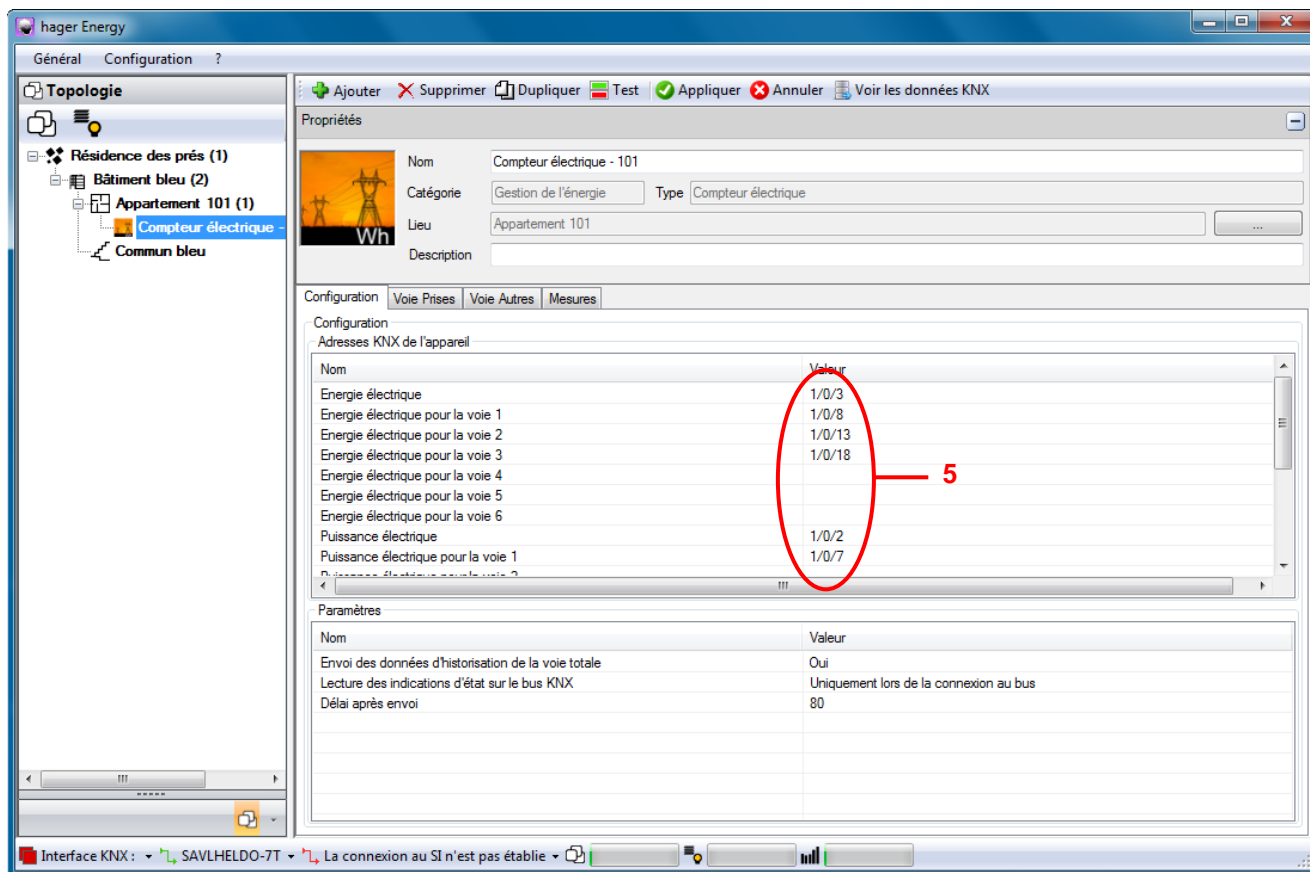 hager Energy
Général Configuration ?
Topologie
Résidence des prés (1)
Bâtiment bleu (2)
Appartement 101 (1)
Compteur électrique -
Commun bleu
Ajouter Supprimer Dupliquer Test Appliquer Annuler Voir les données KNX
Propriétés
Wh
Nom Compteur électrique - 101
Catégorie Gestion de l'énergie Type Compteur électrique
Lieu Appartement 101 ...
Description
Configuration Voie Prises Voie Autres Mesures
Configuration
Adresses KNX de l'appareil
Nom Valeur
Energie électrique 1/0/3
Energie électrique pour la voie 1 1/0/8
Energie électrique pour la voie 2 1/0/13
Energie électrique pour la voie 3 1/0/18
Energie électrique pour la voie 4
Energie électrique pour la voie 5
Energie électrique pour la voie 6
Puissance électrique 1/0/2
Puissance électrique pour la voie 1 1/0/7
Puissance électrique pour la voie 2
5
Paramètres
Nom Valeur
Envoi des données d'historisation de la voie totale Oui
Lecture des indications d'état sur le bus KNX Uniquement lors de la connexion au bus
Délai après envoi 80
Interface KNX : SAVLHELDO-7T La connexion au SI n'est pas établie